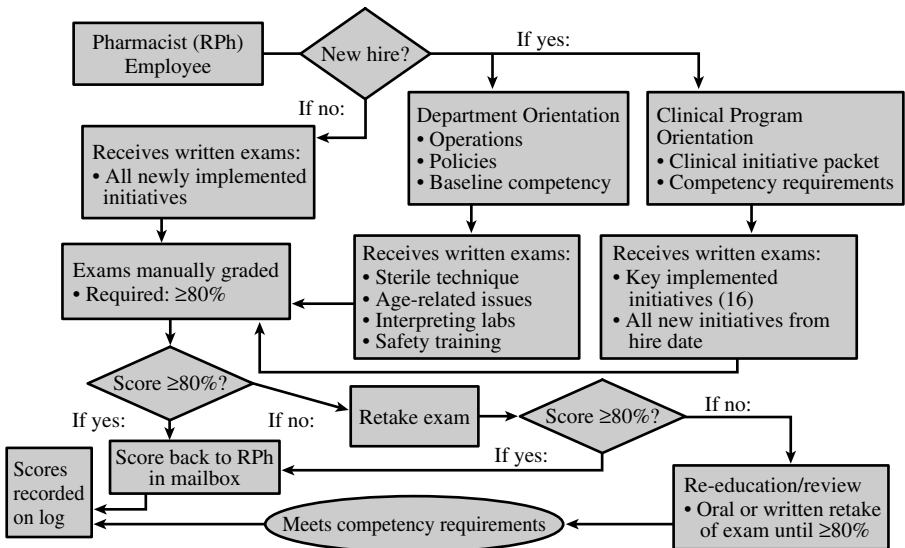 Pharmacist (RPh)
Employee
New hire?
If yes:
If no:
Receives written exams:
• All newly implemented
initiatives
Department Orientation
• Operations
• Policies
• Baseline competency
Clinical Program
Orientation
• Clinical initiative packet
• Competency requirements
Exams manually graded
• Required: ≥80%
Receives written exams:
• Sterile technique
• Age-related issues
• Interpreting labs
• Safety training
Receives written exams:
• Key implemented
initiatives (16)
• All new initiatives from
hire date
Score ≥80%?
If yes:
If no:
Retake exam
Score ≥80%?
If no:
If yes:
Score back to RPh
in mailbox
Scores
recorded
on log
Meets competency requirements
Re-education/review
• Oral or written retake
of exam until ≥80%